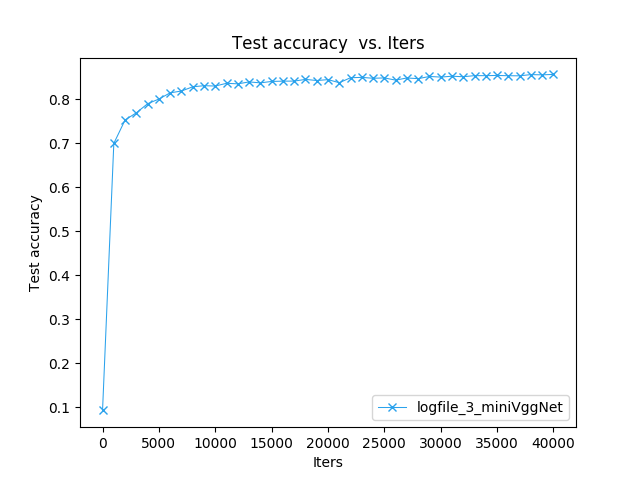 Test accuracy  vs. Iters
Test accuracy
0.8
0.7
0.6
0.5
0.4
0.3
0.2
0.1
logfile_3_miniVggNet
0 5000 10000 15000 20000 25000 30000 35000 40000
Iters